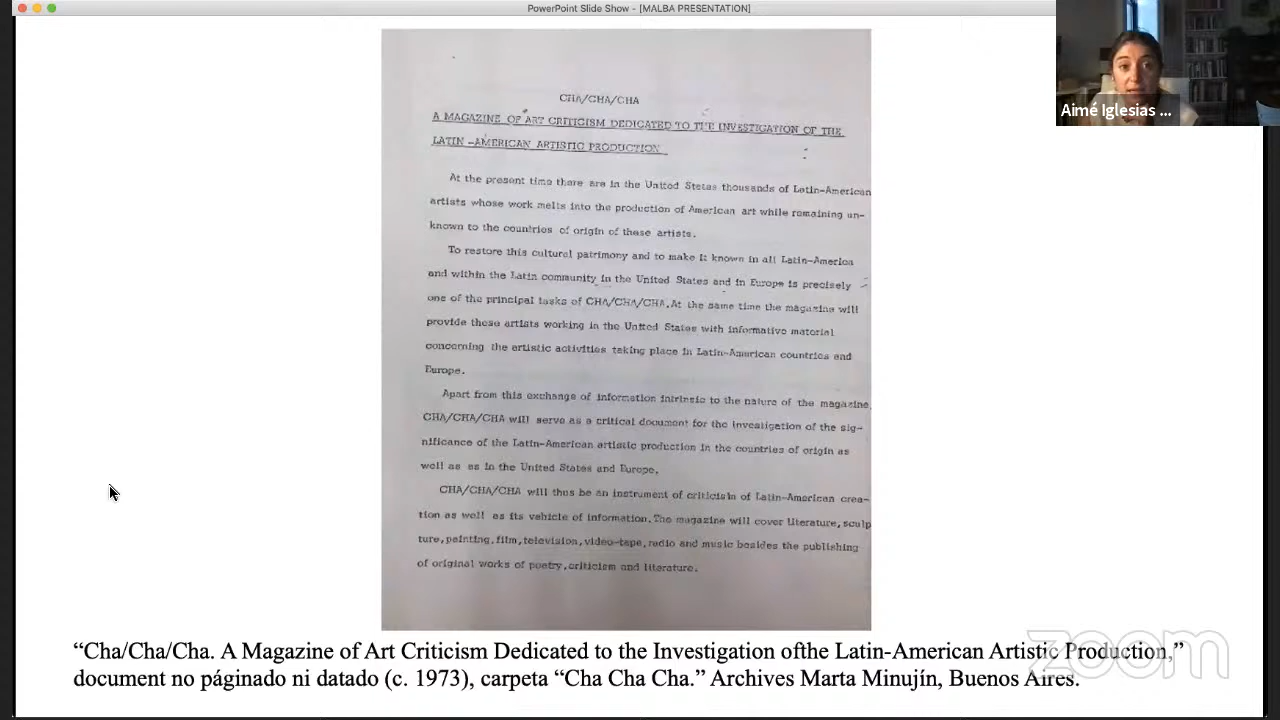 PowerPoint Slide Show - [MALBA PRESENTATION]
Aimé Iglesias ...
CHA/CHA/CHA
A MAGAZINE OF ART CRITICISM DEDICATED TO THE INVESTIGATION OF THE
LATIN -AMERICAN ARTISTIC PRODUCTION
At the present time there are in the United States thousands of Latin-American
artists whose work melts into the production of American art while remaining un-
known to the countries of origin of these artists.
To restore this cultural patrimony and to make it known in all Latin-America
and within the Latin community in the United States and in Europe is precisely
one of the principal tasks of CHA/CHA/CHA.At the same time the magazine will
provide these artists working in the United States with informative material
concerning the artistic activities taking place in Latin-American countries and
Europe.
Apart from this exchange of information intrinsic to the nature of the magazine,
CHA/CHA/CHA will serve as a critical document for the investigation of the sig-
nificance of the Latin-American artistic production in the countries of origin as
well as as in the United States and Europe.
CHA/CHA/CHA will thus be an instrument of criticism of Latin-American crea-
tion as well as its vehicle of information.The magazine will cover literature,sculp
ture,painting,film,television,video-tape,radio and music besides the publishing
of original works of poetry,criticism and literature.
“Cha/Cha/Cha. A Magazine of Art Criticism Dedicated to the Investigation ofthe Latin-American Artistic Production,”
document no páginado ni datado (c. 1973), carpeta “Cha Cha Cha.” Archives Marta Minujín, Buenos Aires.
zoom